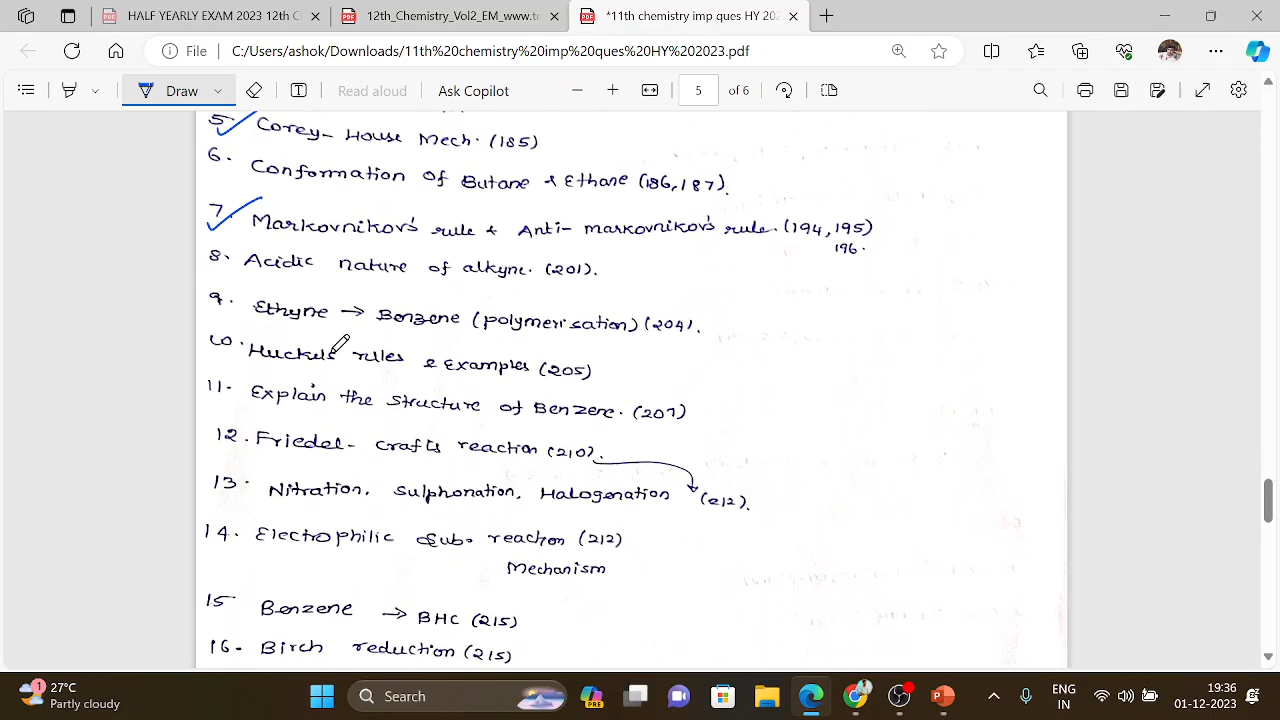 HALF YEARLY EXAM 2023 12th C
12th_Chemistry_Vol2_EM_www.tr
*11th chemistry imp ques HY 202
File
C:/Users/ashok/Downloads/11th%20chemistry%20imp%20ques%20HY%202023.pdf
Draw
Read aloud
Ask Copilot
5 of 6
5. Corey- House Mech. (185)
6. Conformation of Butane & Ethane (186, 187).
7. Markovnikov's rule & Anti- markovnikov's rule. (194, 195)
196.
8. Acidic nature of alkyne. (201).
9. Ethyne → Benzene (polymerisation) (204).
10. Huckels rules & Examples (205)
11. Explain the structure of Benzene. (207)
12. Friedel- crafts reaction (210).
13. Nitration, Sulphonation, Halogenation (212).
14. Electrophilic Sub. reaction (212)
Mechanism
15 Benzene → BHC (215)
16. Birch reduction (215)
1
27°C
Partly cloudy
Search
PRE
ENG
IN
19:36
01-12-2023